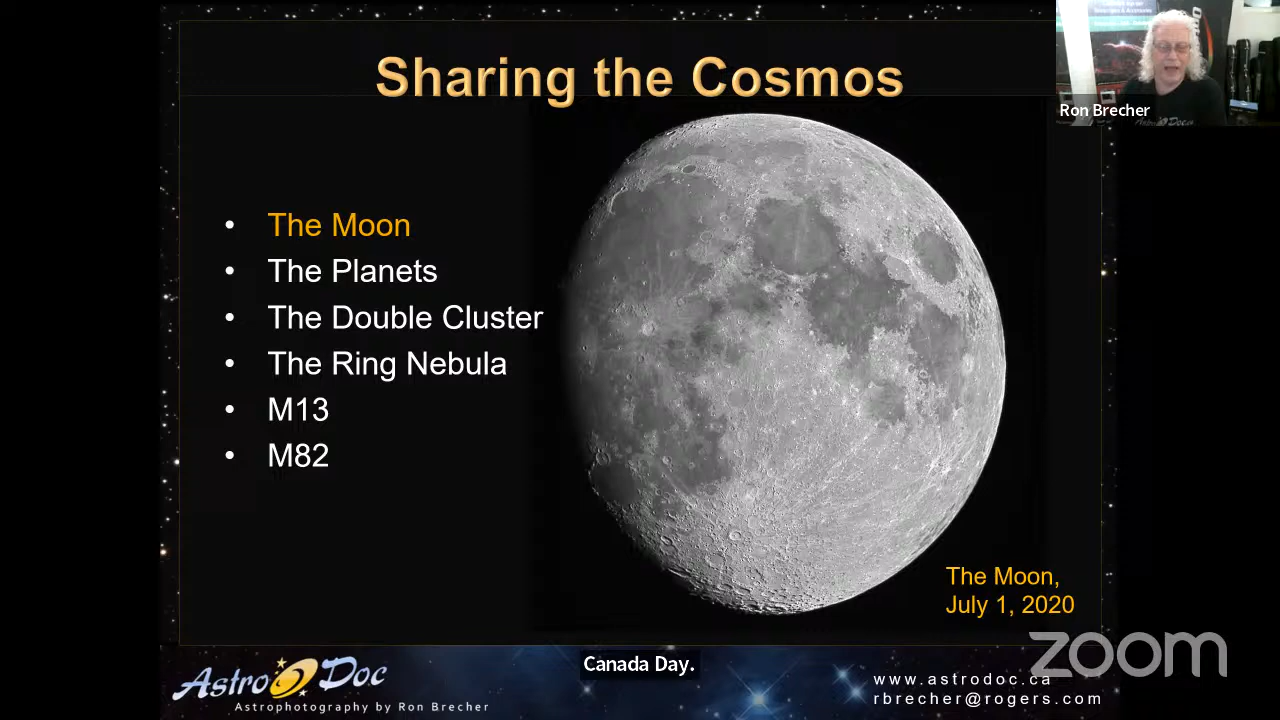 Sharing the Cosmos
Ron Brecher
• The Moon
• The Planets
• The Double Cluster
• The Ring Nebula
• M13
• M82
The Moon,
July 1, 2020
zoom
Canada Day.
Astro Doc
Astrophotography by Ron Brecher
www.astrodoc.ca
rbrecher@rogers.com